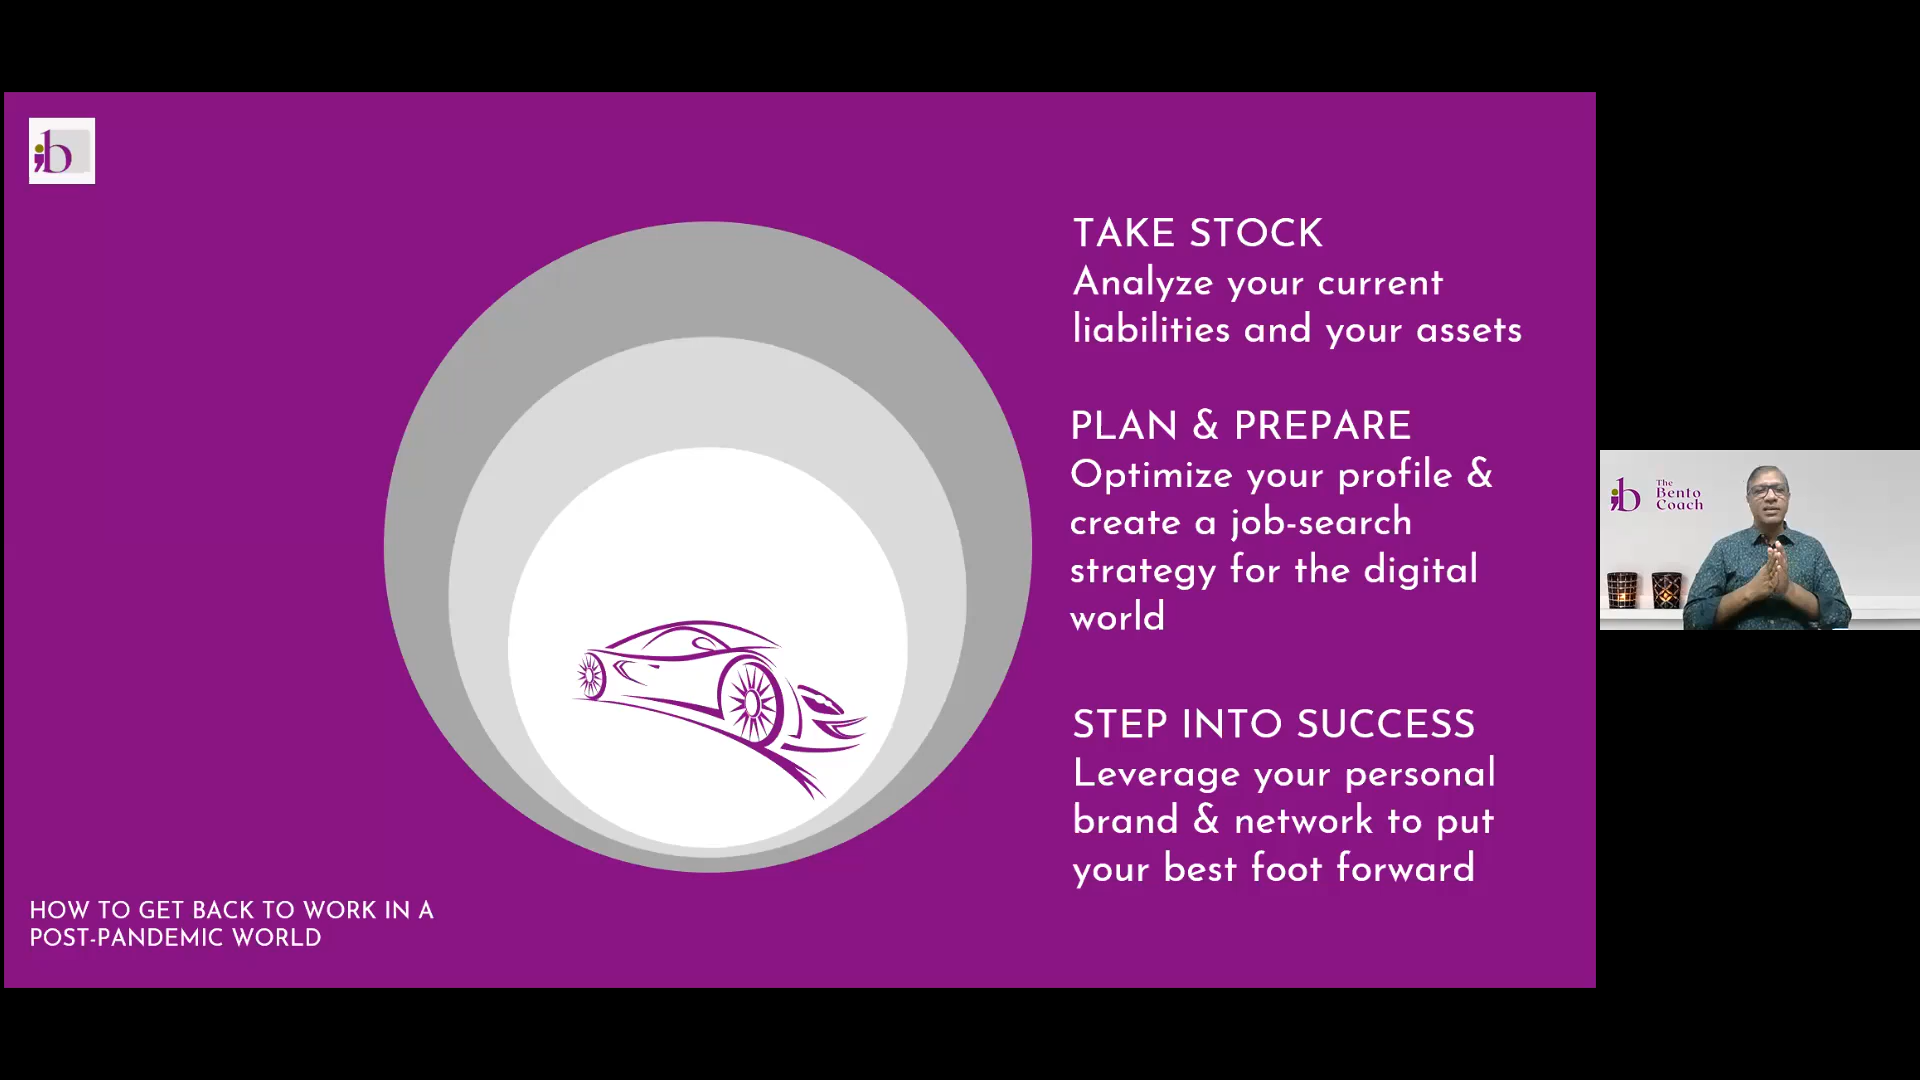 b
TAKE STOCK
Analyze your current
liabilities and your assets
PLAN & PREPARE
Optimize your profile &
create a job-search
strategy for the digital
world
STEP INTO SUCCESS
Leverage your personal
brand & network to put
your best foot forward
HOW TO GET BACK TO WORK IN A
POST-PANDEMIC WORLD
b
The
Bento
Coach